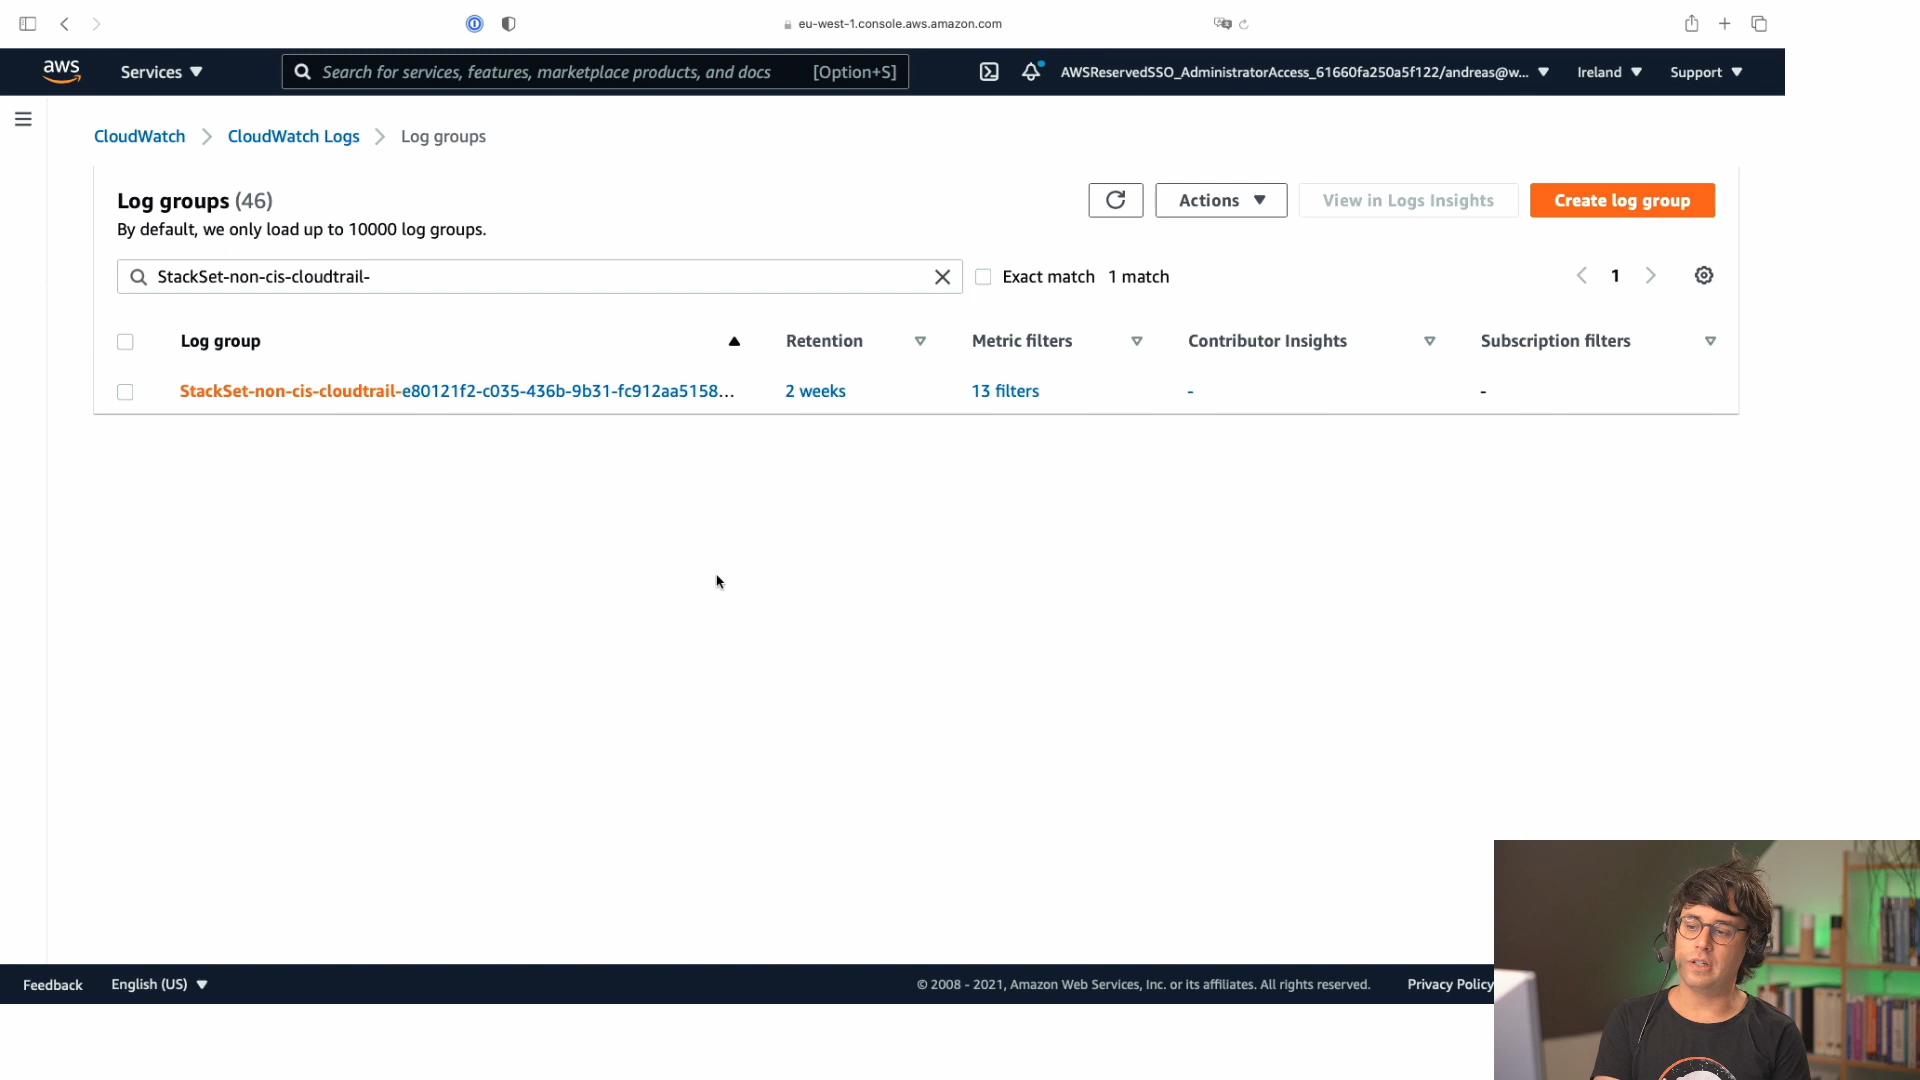 eu-west-1.console.aws.amazon.com
aws
Services
Search for services, features, marketplace products, and docs
[Option+S]
AWSReservedSSO_AdministratorAccess_61660fa250a5f122/andreas@w...
Ireland
Support
CloudWatch
CloudWatch Logs
Log groups
Log groups (46)
By default, we only load up to 10000 log groups.
Actions
View in Logs Insights
Create log group
StackSet-non-cis-cloudtrail-
Exact match
1 match
1
Log group
Retention
Metric filters
Contributor Insights
Subscription filters
StackSet-non-cis-cloudtrail-e80121f2-c035-436b-9b31-fc912aa5158...
2 weeks
13 filters
-
-
Feedback
English (US)
© 2008 - 2021, Amazon Web Services, Inc. or its affiliates. All rights reserved.
Privacy Policy